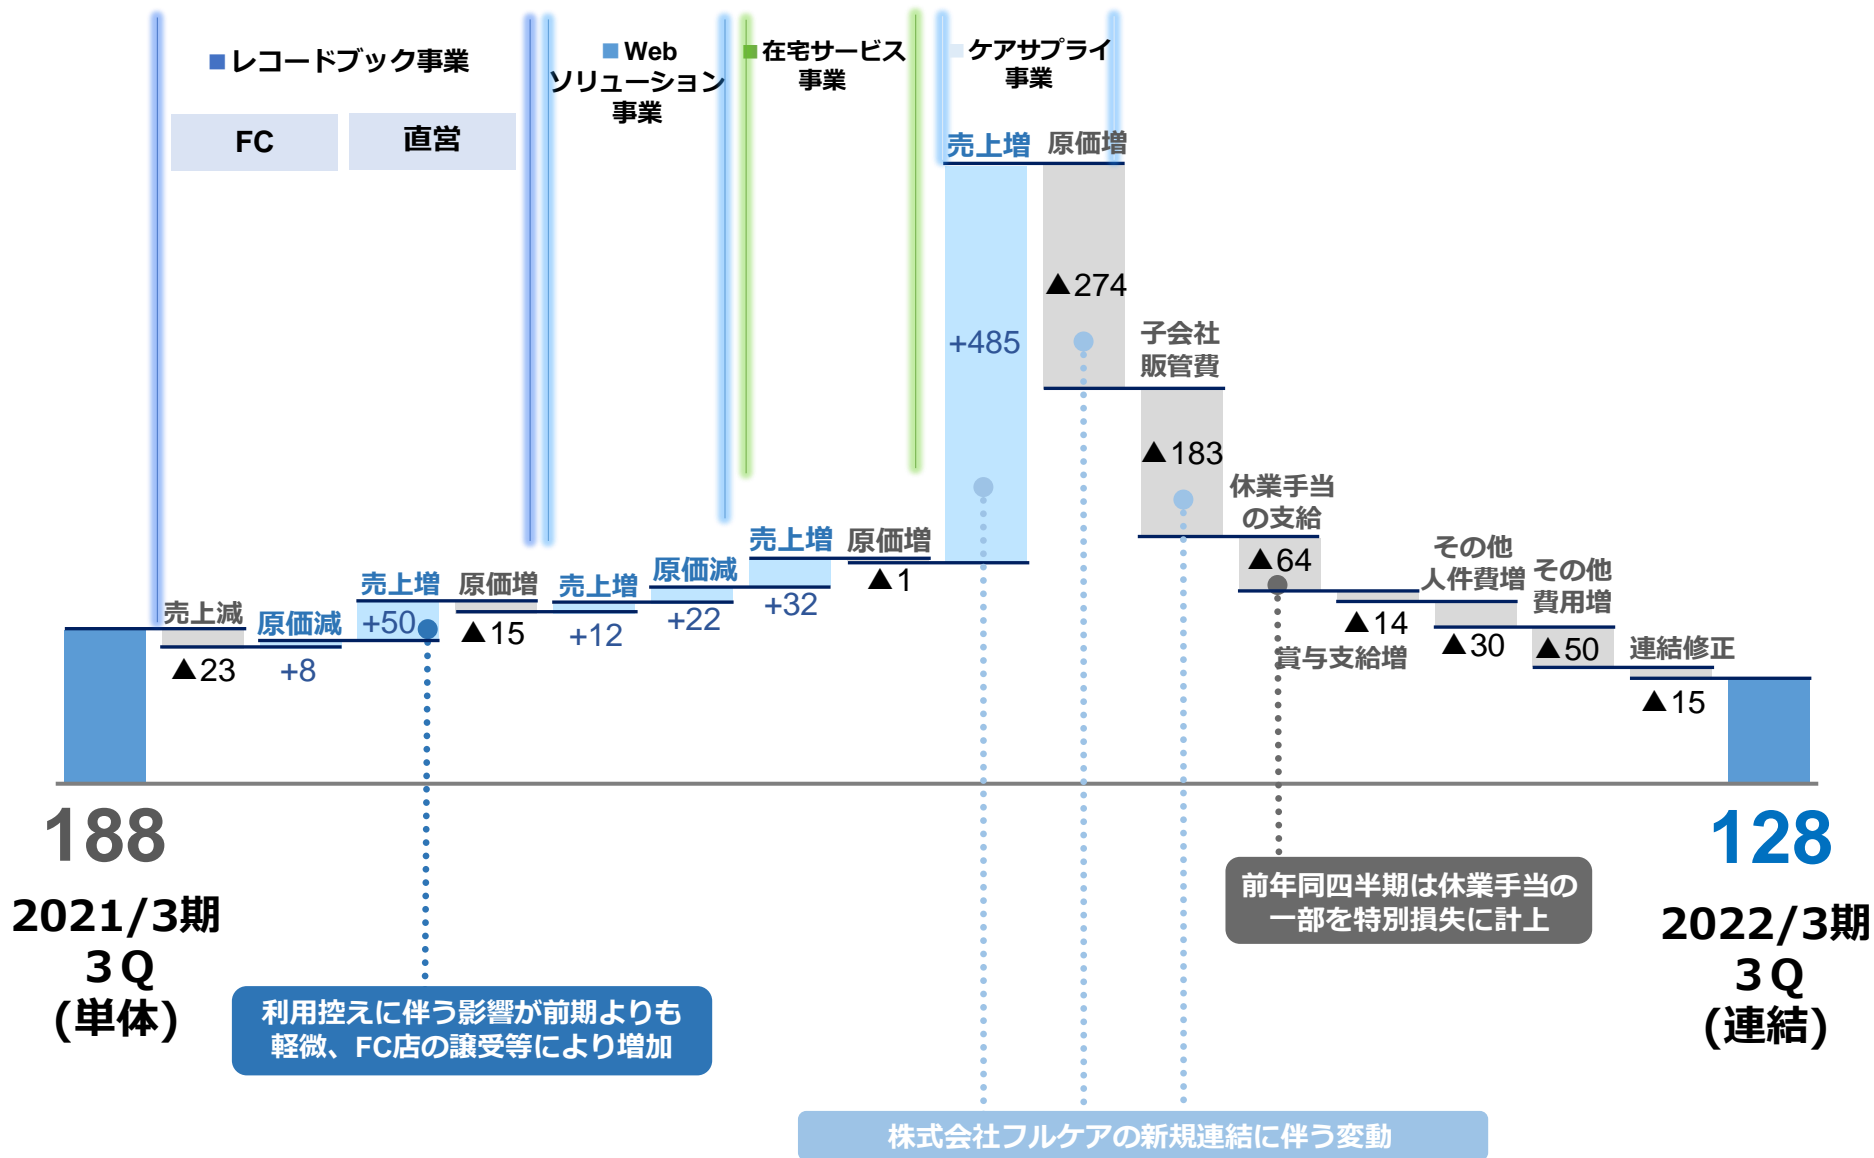 レコードブック事業
FC
直営
Web
ソリューション
事業
在宅サービス
事業
ケアサプライ
事業
売上減
▲23
原価減
+8
売上増
+50
原価増
▲15
売上増
+12
原価減
+22
売上増
+32
原価増
▲1
売上増
+485
原価増
▲274
子会社
販管費
▲183
休業手当
の支給
▲64
▲14
賞与支給増
その他
人件費増
▲30
その他
費用増
▲50
連結修正
▲15
188
2021/3期
３Ｑ
(単体)
128
2022/3期
３Ｑ
(連結)
前年同四半期は休業手当の
一部を特別損失に計上
利用控えに伴う影響が前期よりも
軽微、FC店の譲受等により増加
株式会社フルケアの新規連結に伴う変動